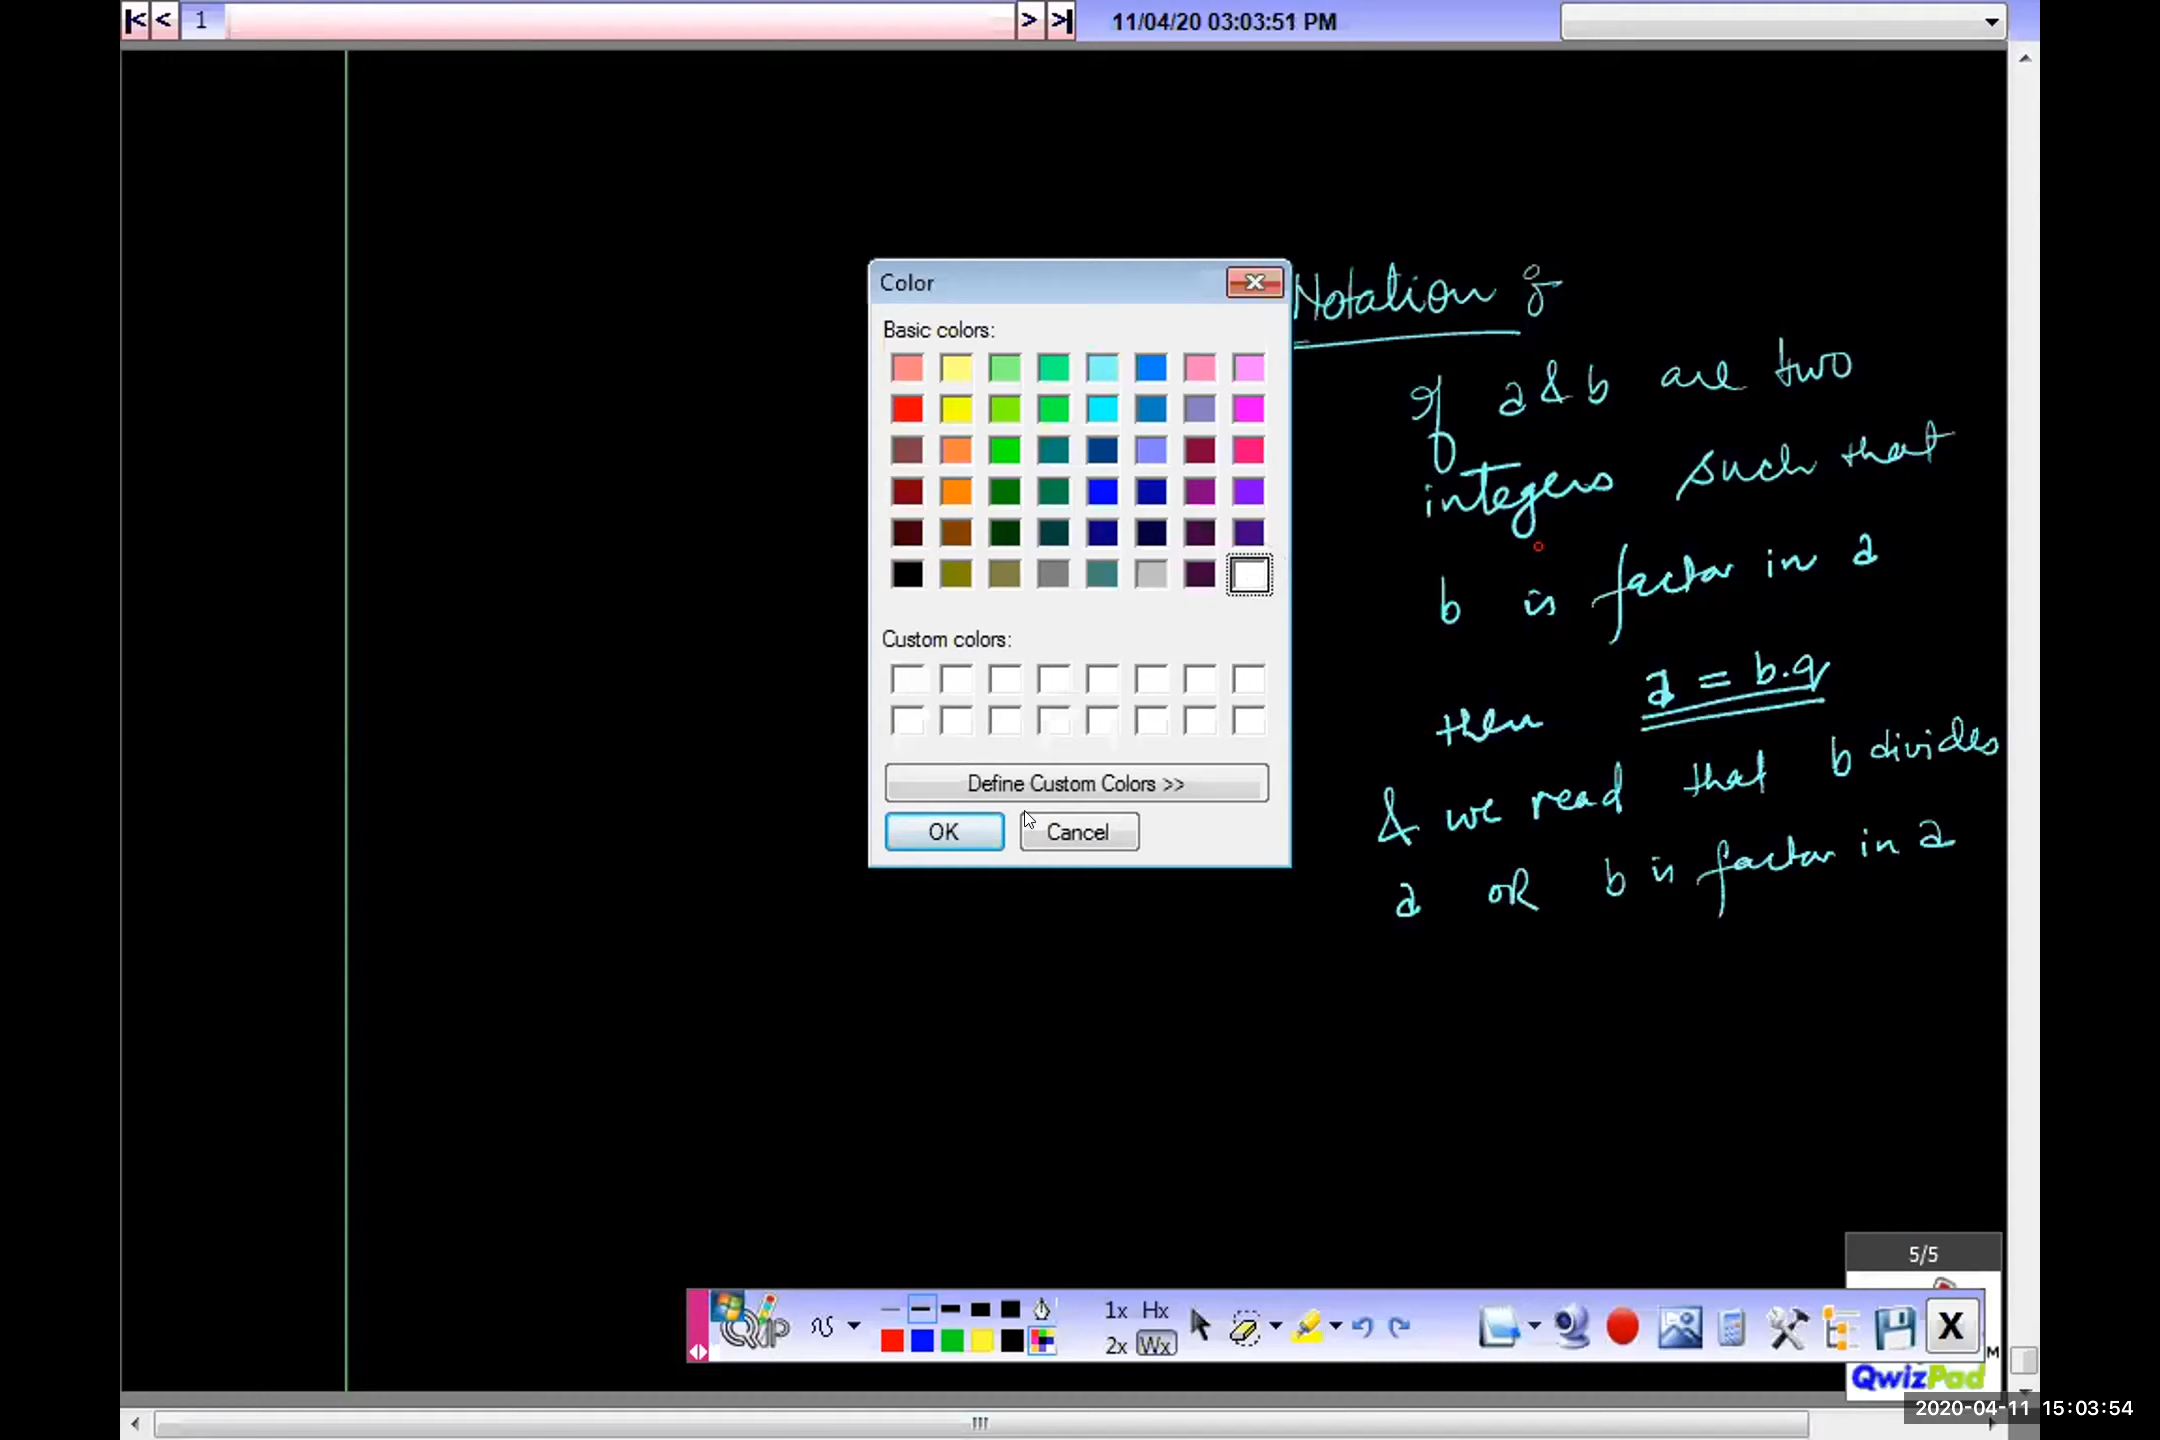 1
11/04/20 03:03:51 PM
Color
Basic colors:
Custom colors:
Define Custom Colors >>
OK
Cancel
Notation :
If a & b are two
integers such that
b is factor in a
then a = b.q
& we read that b divides
a OR b is factor in a
5/5
Qip
1x Hx
2x Wx
X
M
QwizPad
2020-04-11 15:03:54